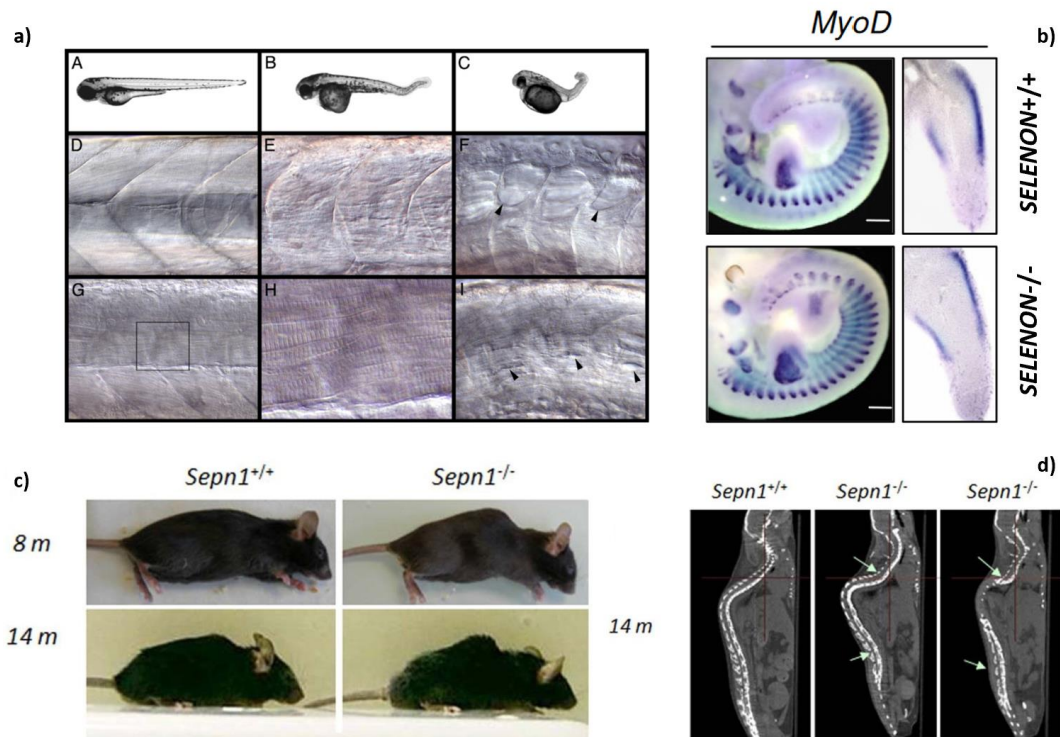 a)
A
B
C
D
E
F
G
H
I
MyoD
b)
SELENON+/+
SELENON-/-
c)
Sepn1+/+
Sepn1-/-
8 m
14 m
d)
Sepn1+/+
Sepn1-/-
Sepn1-/-
14 m